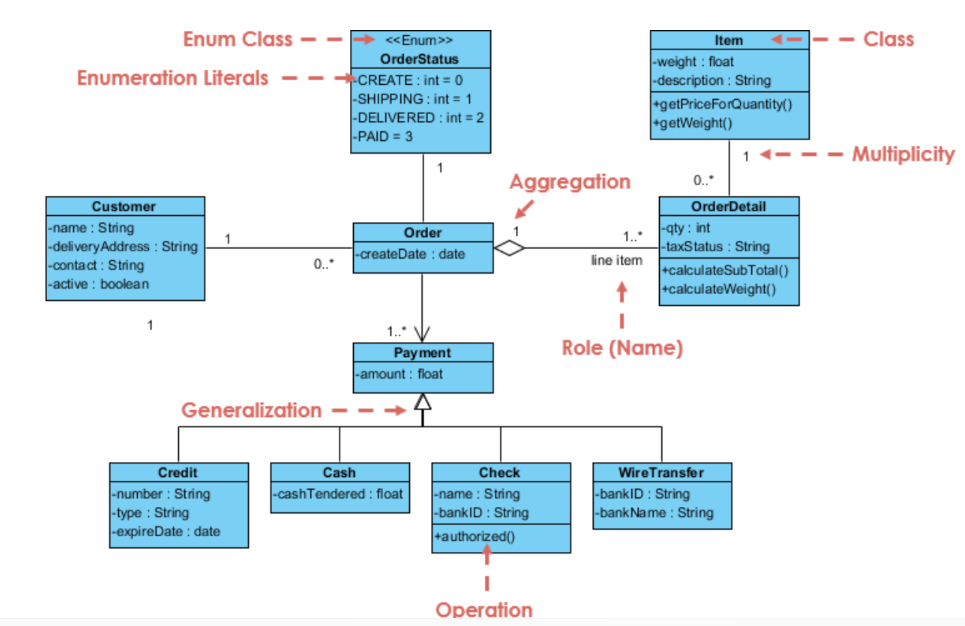 Enum Class
<<Enum>>
OrderStatus
Enumeration Literals
-CREATE : int = 0
-SHIPPING : int = 1
-DELIVERED : int = 2
-PAID = 3
Item
Class
-weight : float
-description : String
+getPriceForQuantity()
+getWeight()
1
Multiplicity
0..*
1
Aggregation
Customer
-name : String
-deliveryAddress : String
-contact : String
-active : boolean
1
0..*
1
Order
-createDate : date
1
1..*
line item
OrderDetail
-qty : int
-taxStatus : String
+calculateSubTotal()
+calculateWeight()
Role (Name)
1..*
Payment
-amount : float
Generalization
Credit
-number : String
-type : String
-expireDate : date
Cash
-cashTendered : float
Check
-name : String
-bankID : String
+authorized()
WireTransfer
-bankID : String
-bankName : String
Operation